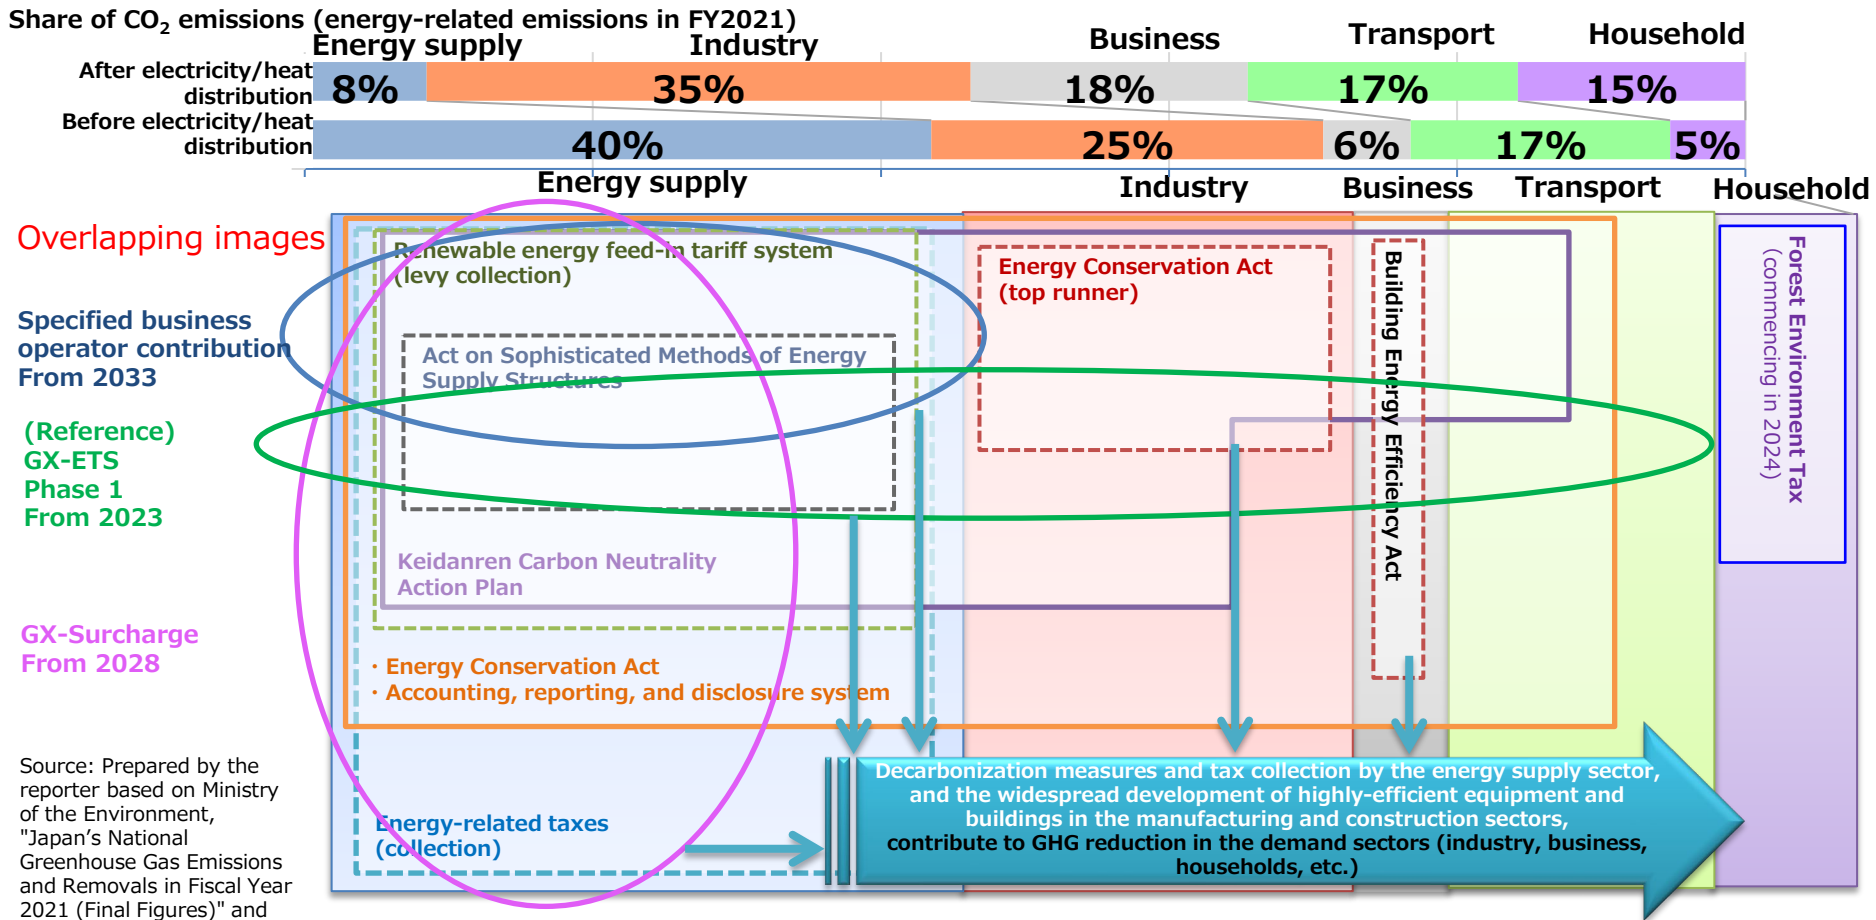 Share of CO2 emissions (energy-related emissions in FY2021)
Energy supply Industry Business Transport Household
After electricity/heat
distribution
8% 35% 18% 17% 15%
Before electricity/heat
distribution
40% 25% 6% 17% 5%
Energy supply Industry Business Transport Household
Overlapping images
Specified business
operator contribution
From 2033
(Reference)
GX-ETS
Phase 1
From 2023
GX-Surcharge
From 2028
Renewable energy feed-in tariff system
(levy collection)
Act on Sophisticated Methods of Energy
Supply Structures
Keidanren Carbon Neutrality
Action Plan
・Energy Conservation Act
・Accounting, reporting, and disclosure system
Energy-related taxes
(collection)
Energy Conservation Act
(top runner)
Building Energy Efficiency Act
Forest Environment Tax
(commencing in 2024)
Decarbonization measures and tax collection by the energy supply sector,
and the widespread development of highly-efficient equipment and
buildings in the manufacturing and construction sectors,
contribute to GHG reduction in the demand sectors (industry, business,
households, etc.)
Source: Prepared by the
reporter based on Ministry
of the Environment,
"Japan’s National
Greenhouse Gas Emissions
and Removals in Fiscal Year
2021 (Final Figures)" and